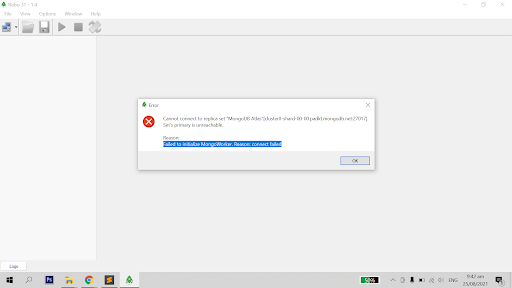 Robo 3T - 1.4
File View Options Window Help
Error
Cannot connect to replica set "MongoDB Atlas"[cluster0-shard-00-00.padkl.mongodb.net:27017]
Set's primary is unreachable.
Reason:
Failed to initialize MongoWorker. Reason: connect failed
OK
Logs
Ps
ENG
9:42 am
25/08/2021